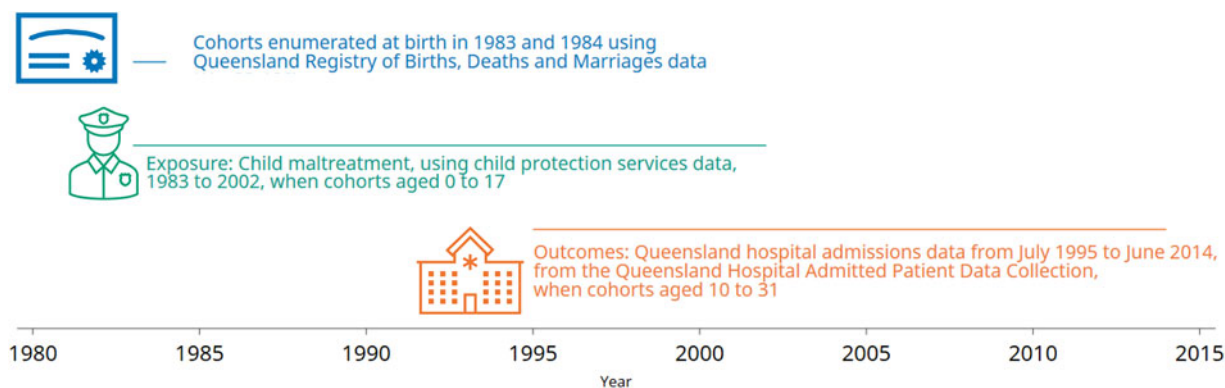 Cohorts enumerated at birth in 1983 and 1984 using
Queensland Registry of Births, Deaths and Marriages data
Exposure: Child maltreatment, using child protection services data,
1983 to 2002, when cohorts aged 0 to 17
Outcomes: Queensland hospital admissions data from July 1995 to June 2014,
from the Queensland Hospital Admitted Patient Data Collection,
when cohorts aged 10 to 31
1980 1985 1990 1995 2000 2005 2010 2015
Year